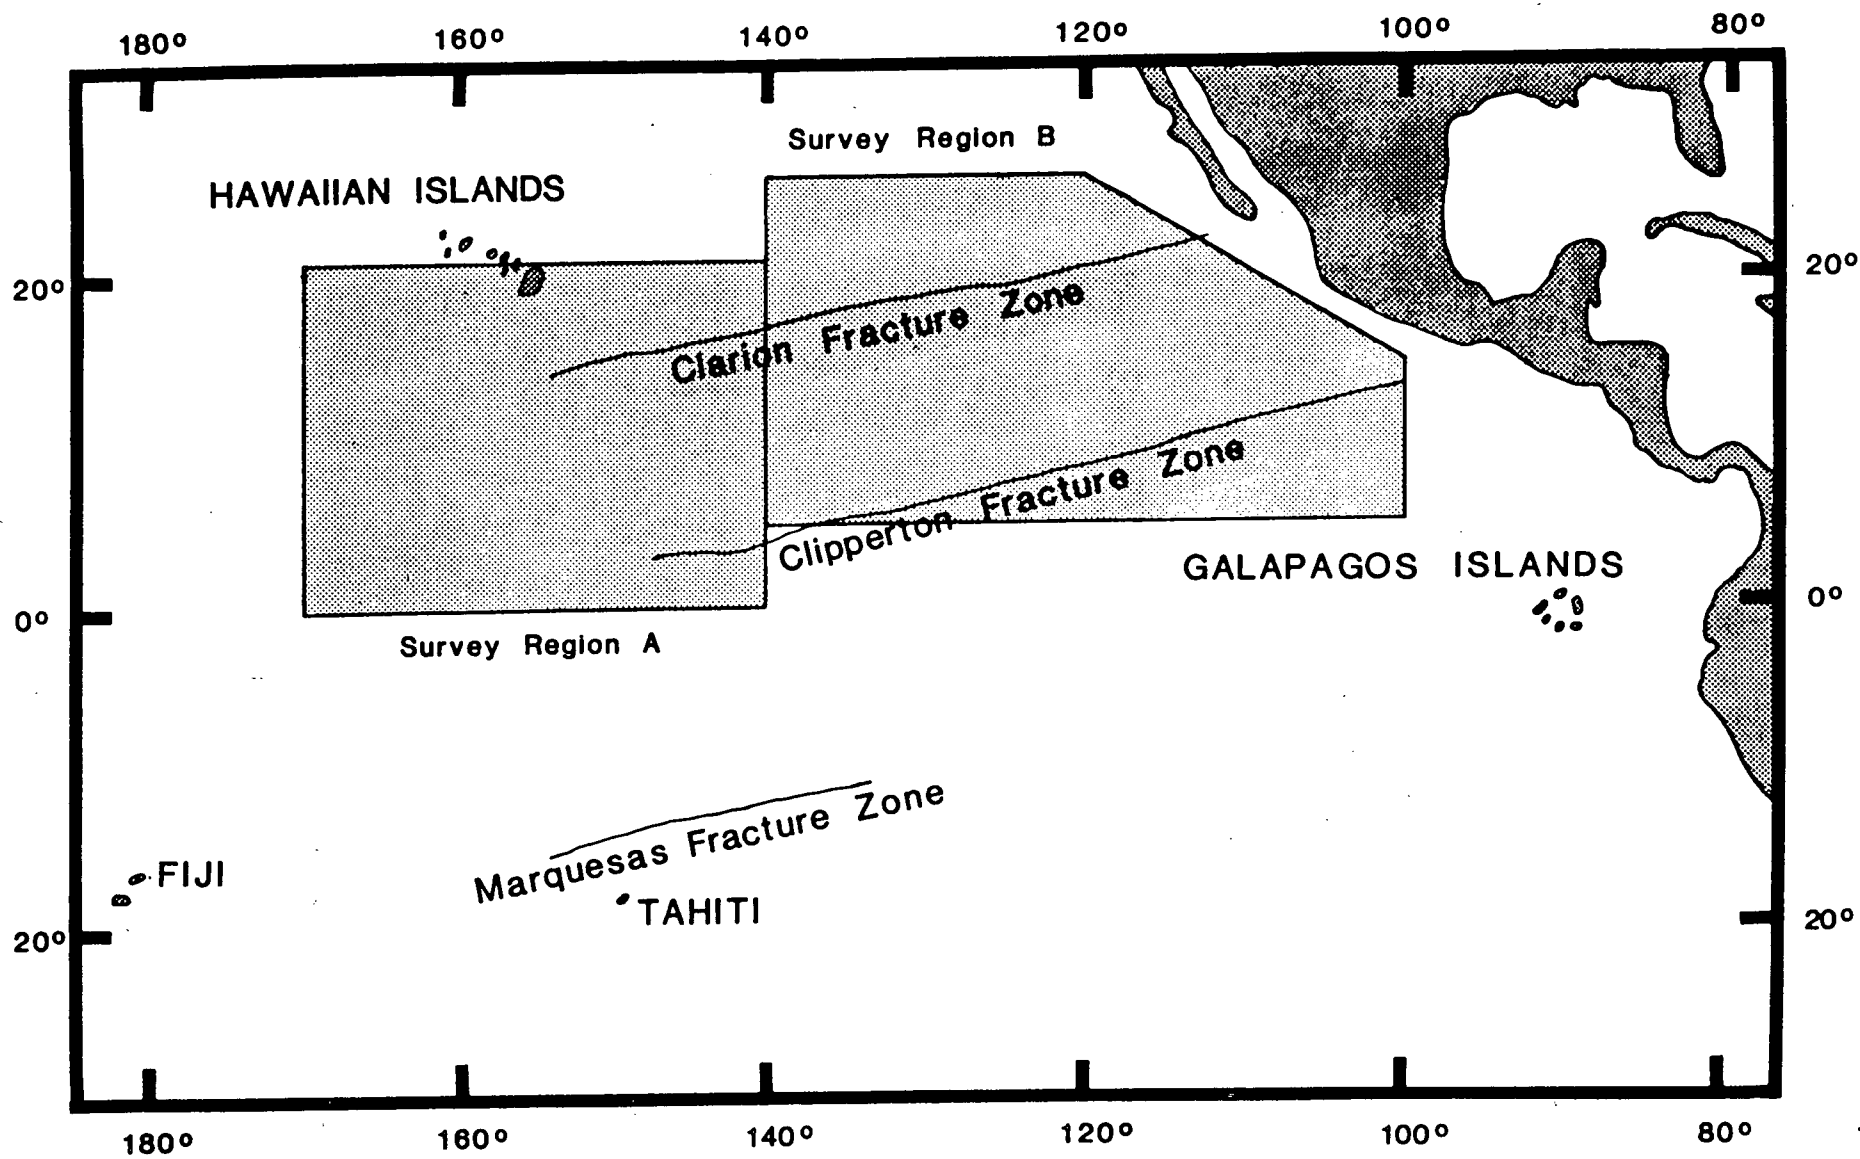 180° 160° 140° 120° 100° 80°
Survey Region B
HAWAIIAN ISLANDS
20° 20°
Clarion Fracture Zone
Clipperton Fracture Zone
GALAPAGOS ISLANDS
0° 0°
Survey Region A
Marquesas Fracture Zone
FIJI
TAHITI
20° 20°
180° 160° 140° 120° 100° 80°